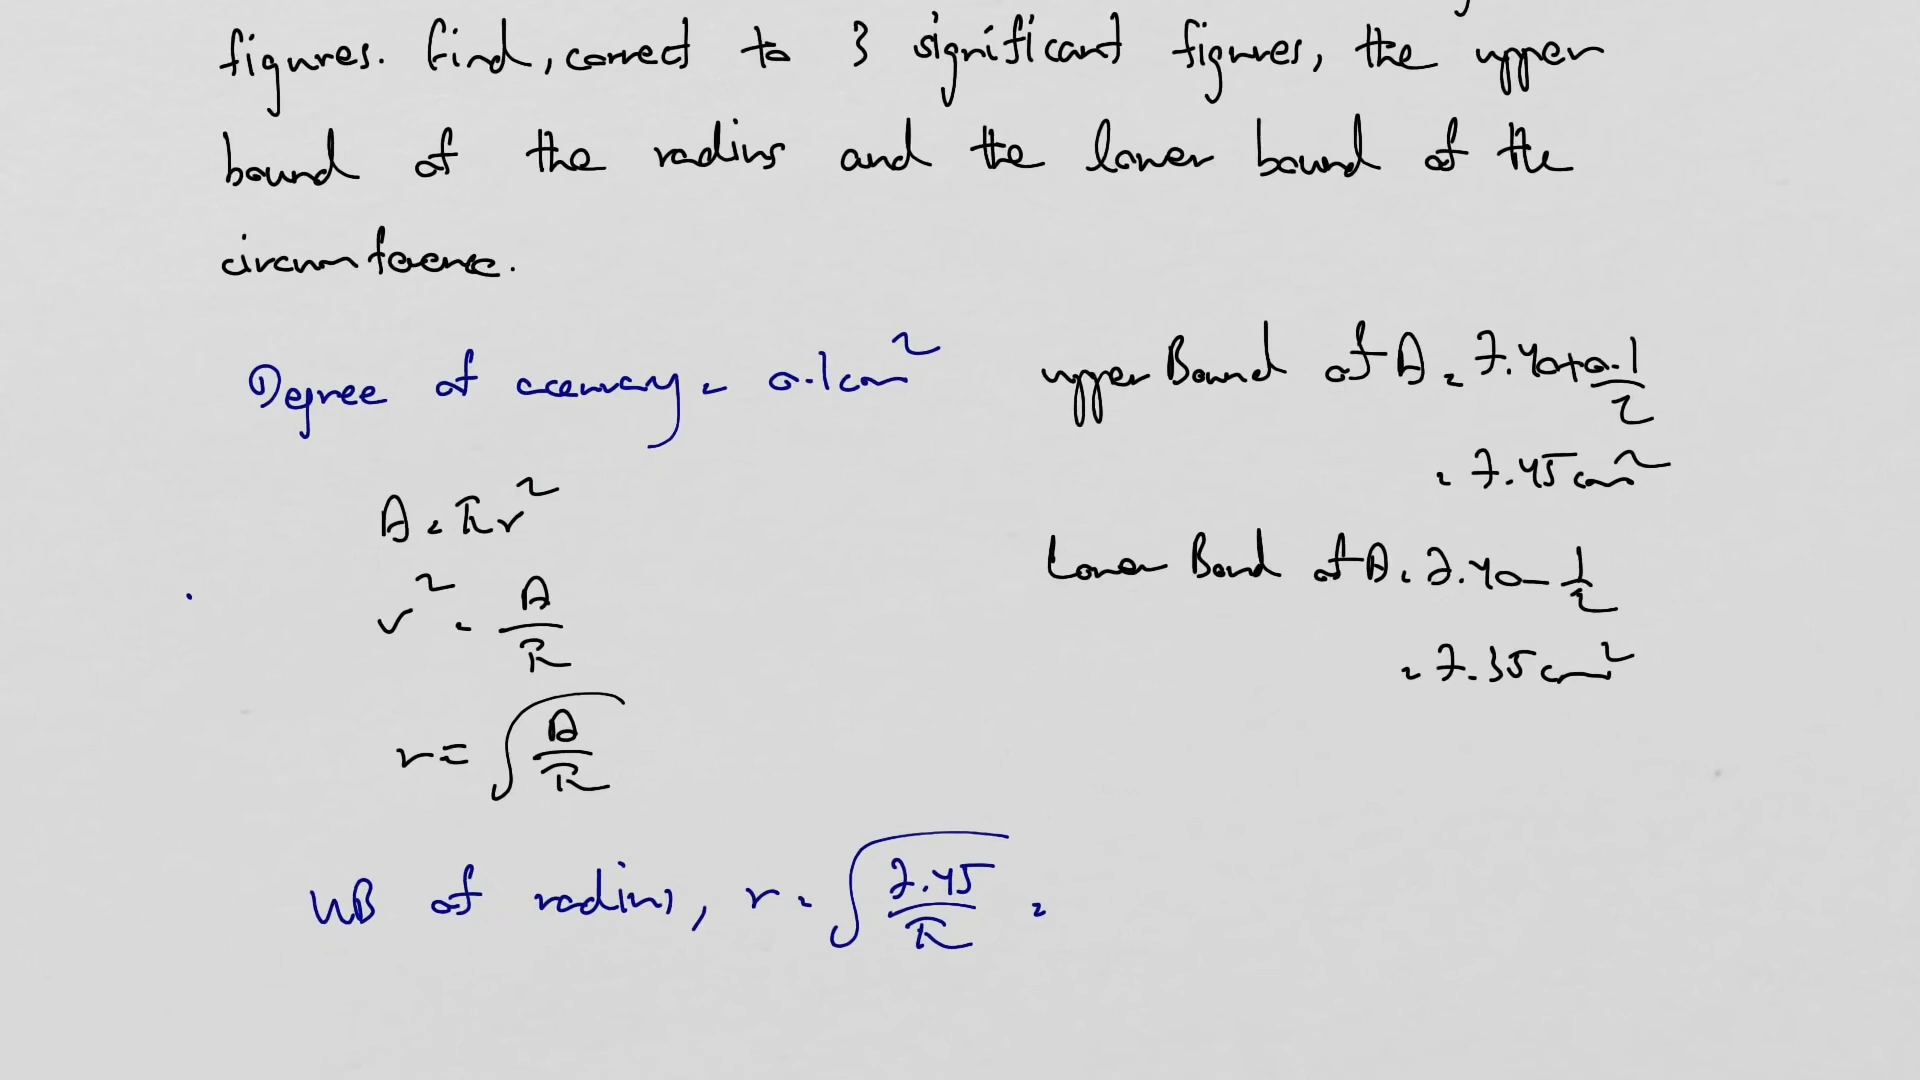 figures. Find, correct to 3 significant figures, the upper
bound of the radius and the lower bound of the
circumference.
Degree of accuracy = 0.1cm²
A = πr²
r² = A/π
r = √(A/π)
upper Bound of A = 7.40 + 0.1/2
= 7.45cm²
Lower Bound of A = 7.40 - 1/2
= 7.35cm²
UB of radius, r = √(7.45/π) =